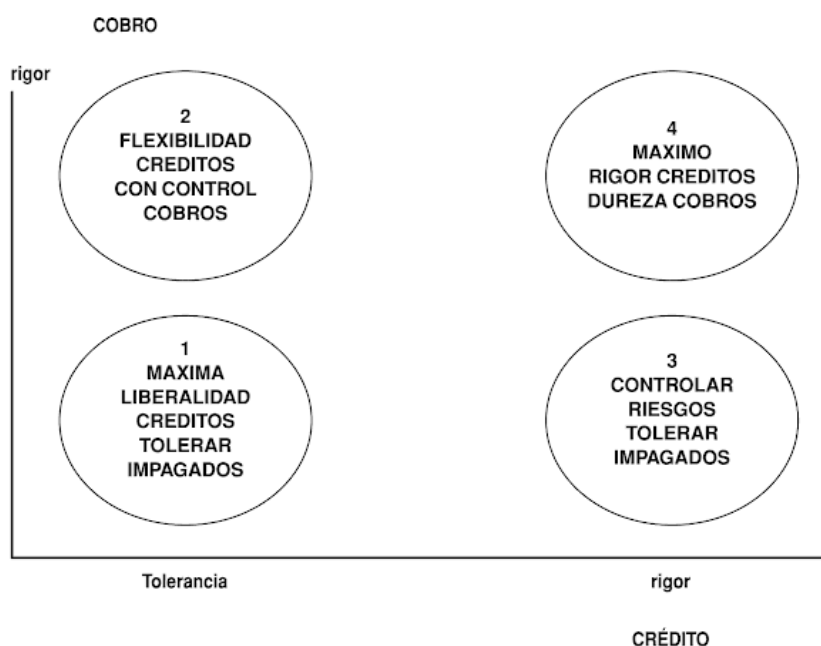 COBRO
rigor
2
FLEXIBILIDAD
CREDITOS
CON CONTROL
COBROS
4
MAXIMO
RIGOR CREDITOS
DUREZA COBROS
1
MAXIMA
LIBERALIDAD
CREDITOS
TOLERAR
IMPAGADOS
3
CONTROLAR
RIESGOS
TOLERAR
IMPAGADOS
Tolerancia
rigor
CRÉDITO